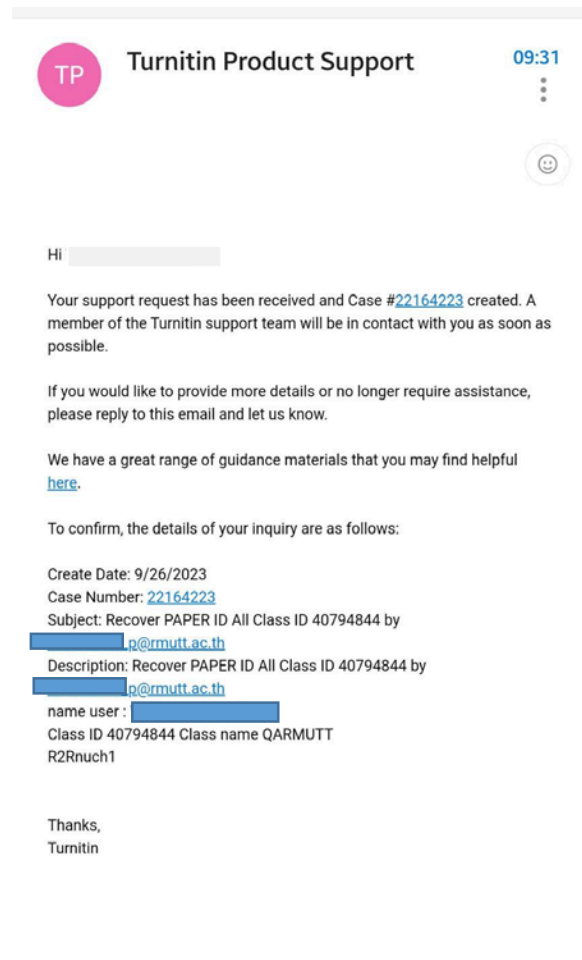 TP
Turnitin Product Support
09:31
Hi
Your support request has been received and Case #22164223 created. A
member of the Turnitin support team will be in contact with you as soon as
possible.
If you would like to provide more details or no longer require assistance,
please reply to this email and let us know.
We have a great range of guidance materials that you may find helpful
here.
To confirm, the details of your inquiry are as follows:
Create Date: 9/26/2023
Case Number: 22164223
Subject: Recover PAPER ID All Class ID 40794844 by
p@rmutt.ac.th
Description: Recover PAPER ID All Class ID 40794844 by
p@rmutt.ac.th
name user :
Class ID 40794844 Class name QARMUTT
R2Rnuch1
Thanks,
Turnitin